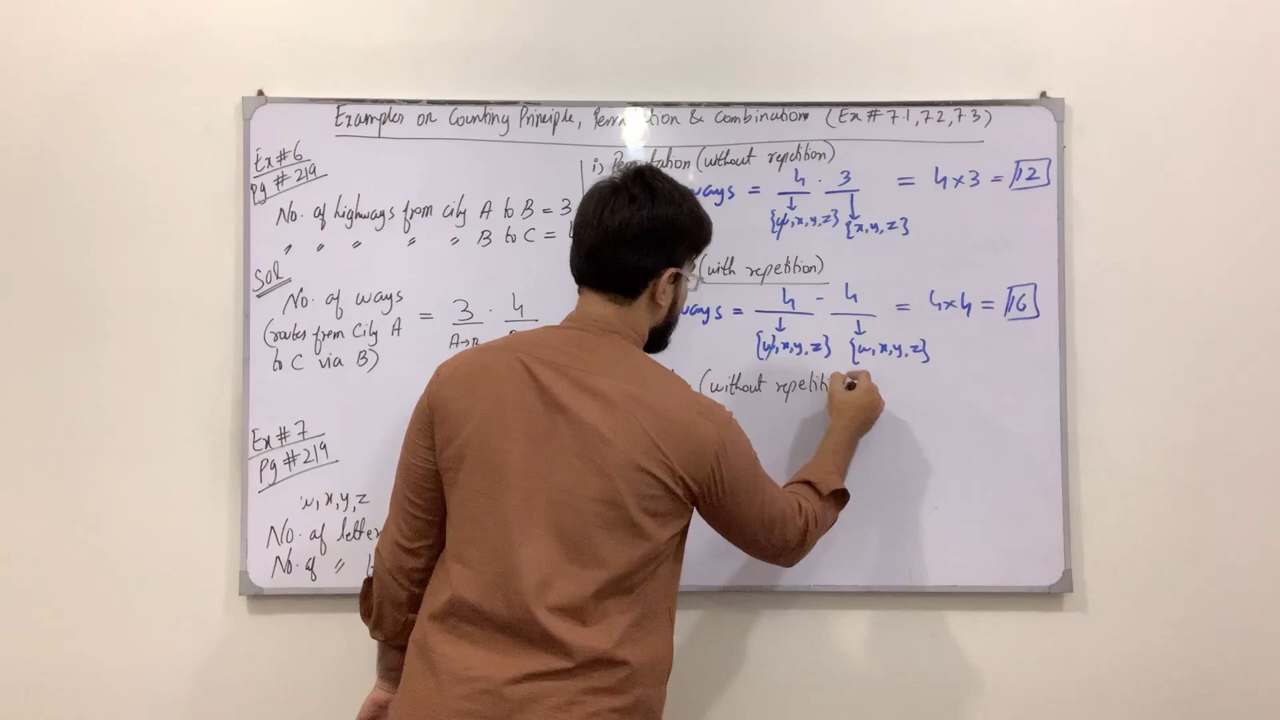 Examples on Counting Principle, Permutation & Combination (Ex # 7.1, 7.2, 7.3)
Ex # 6
Pg # 219
No. of highways from city A to B = 3
" " " " " B to C = 4
Sol
No. of ways
(routes from City A
to C via B)
= 3 . 4
A→B
Ex # 7
Pg # 219
w, x, y, z
No. of letter
No. of "
i) Permutation (without repetition)
ways = 4 . 3 = 4×3 = 12
{w, x, y, z} {x, y, z}
(with repetition)
ways = 4 - 4 = 4×4 = 16
{w, x, y, z} {w, x, y, z}
(without repetiti